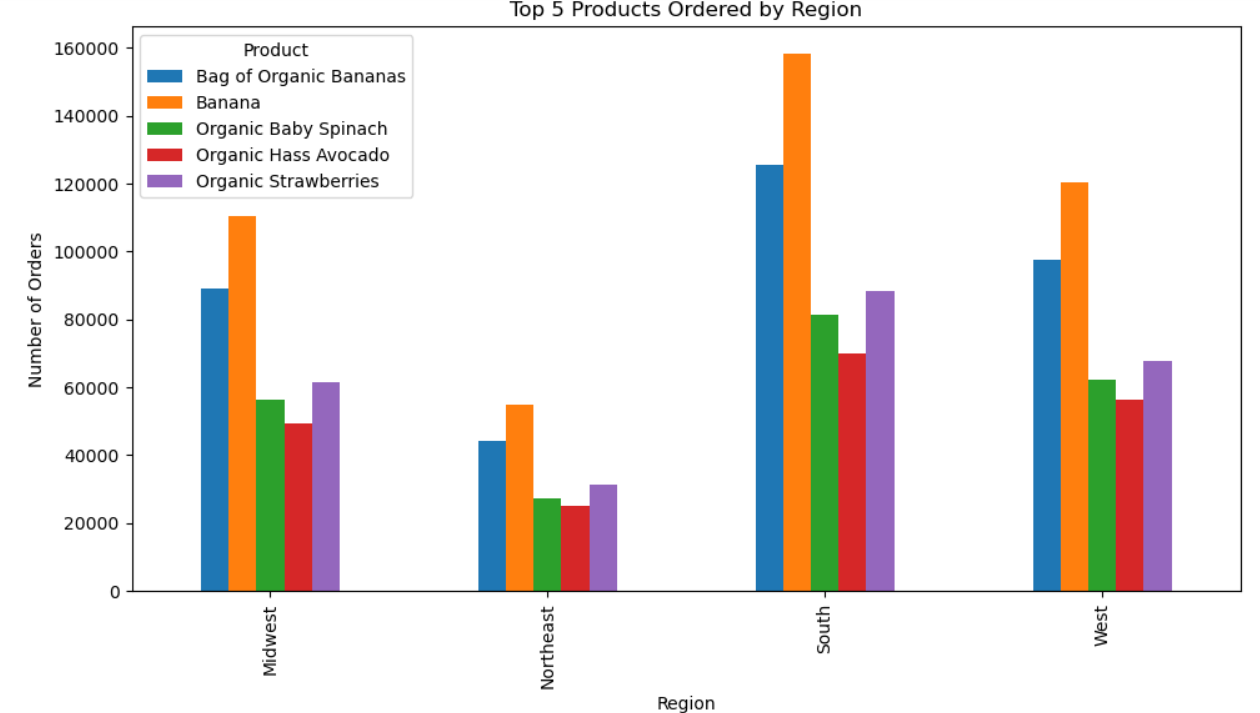 Top 5 Products Ordered by Region
Product
Bag of Organic Bananas
Banana
Organic Baby Spinach
Organic Hass Avocado
Organic Strawberries
160000
140000
120000
100000
80000
60000
40000
20000
0
Number of Orders
Midwest
Northeast
South
West
Region